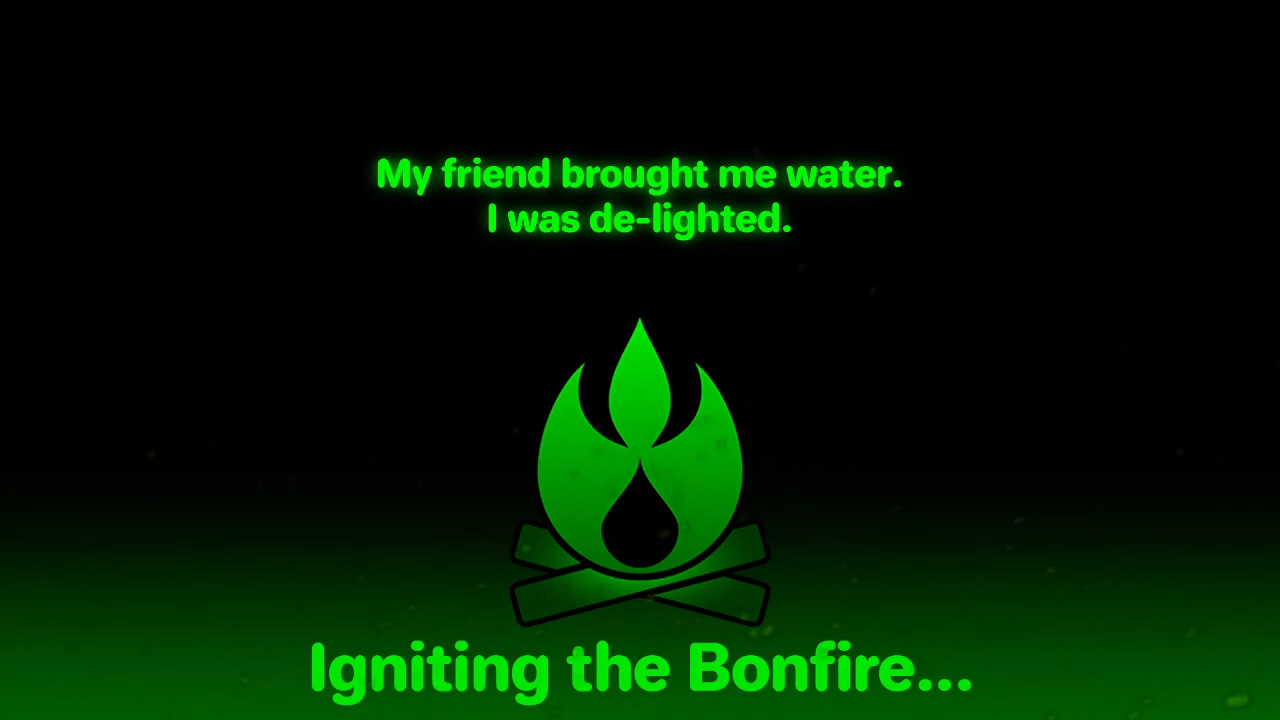 My friend brought me water.
I was de-lighted.
Igniting the Bonfire...